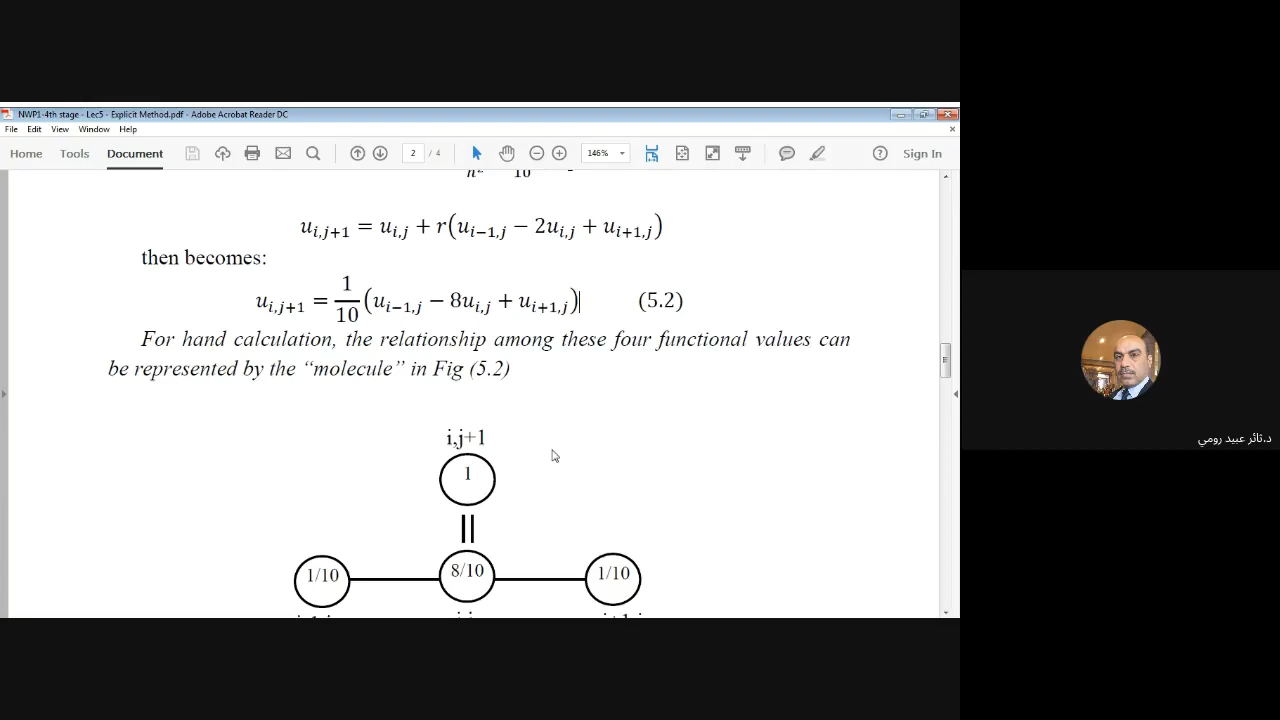 NWP1-4th stage - Lec5 - Explicit Method.pdf - Adobe Acrobat Reader DC
File Edit View Window Help
Home Tools Document 2 / 4 146% Sign In
u_{i,j+1} = u_{i,j} + r(u_{i−1,j} − 2u_{i,j} + u_{i+1,j})
then becomes:
u_{i,j+1} = 1/10 (u_{i−1,j} − 8u_{i,j} + u_{i+1,j}) (5.2)
For hand calculation, the relationship among these four functional values can
be represented by the “molecule” in Fig (5.2)
i,j+1
1
1/10 8/10 1/10
د.ثائر عبيد رومي